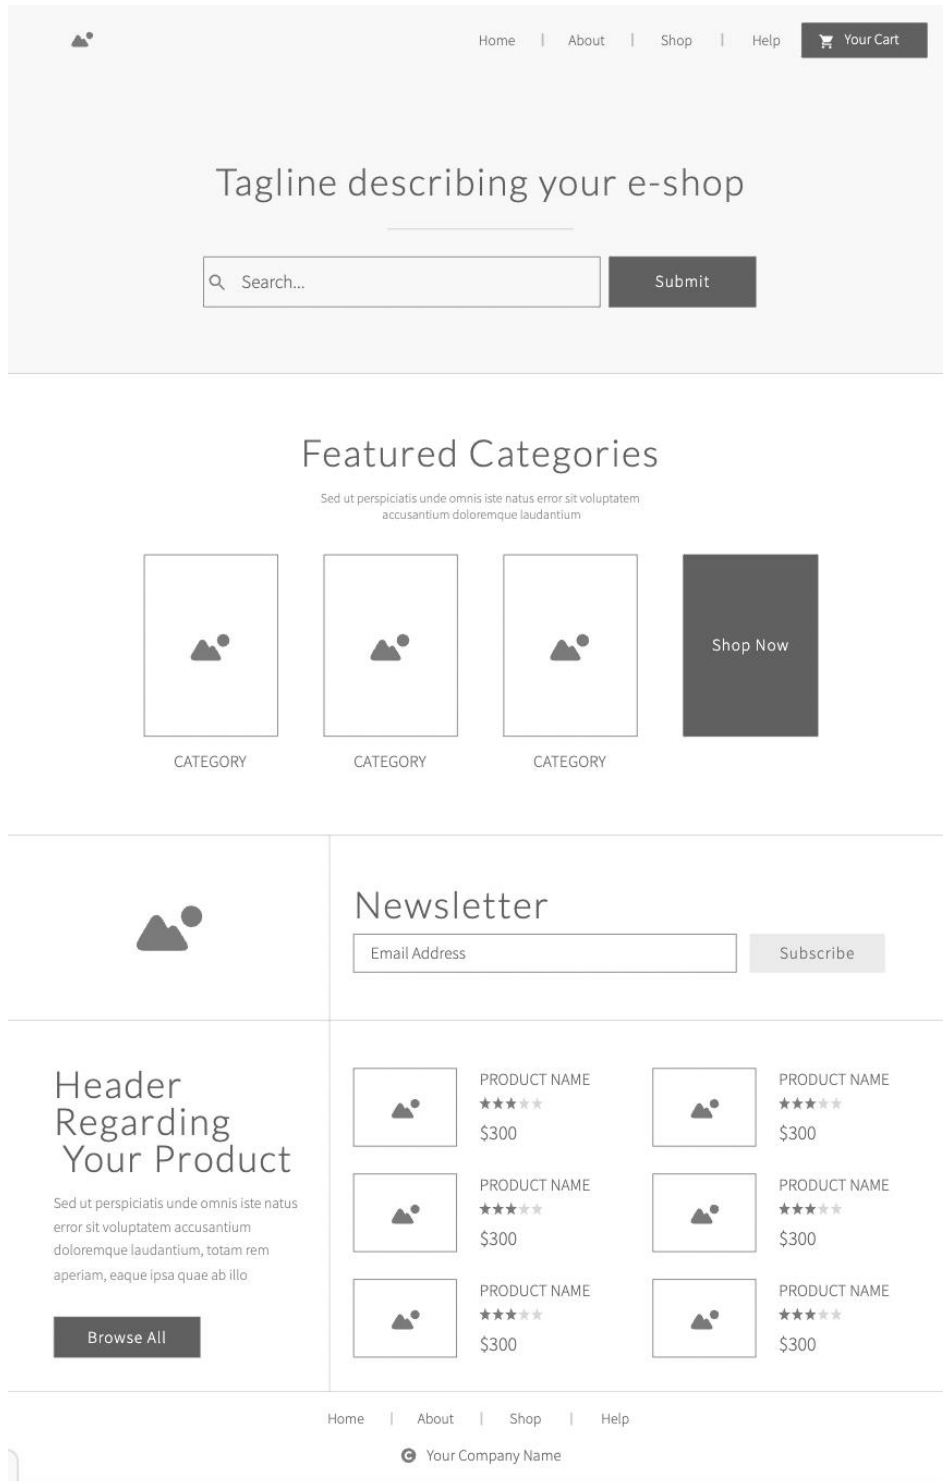 Home | About | Shop | Help Your Cart
Tagline describing your e-shop
Search... Submit
Featured Categories
Sed ut perspiciatis unde omnis iste natus error sit voluptatem
accusantium doloremque laudantium
Shop Now
CATEGORY CATEGORY CATEGORY
Newsletter
Email Address Subscribe
Header
Regarding
Your Product
Sed ut perspiciatis unde omnis iste natus
error sit voluptatem accusantium
doloremque laudantium, totam rem
aperiam, eaque ipsa quae ab illo
Browse All
PRODUCT NAME
$300
PRODUCT NAME
$300
PRODUCT NAME
$300
PRODUCT NAME
$300
PRODUCT NAME
$300
PRODUCT NAME
$300
Home | About | Shop | Help
Your Company Name